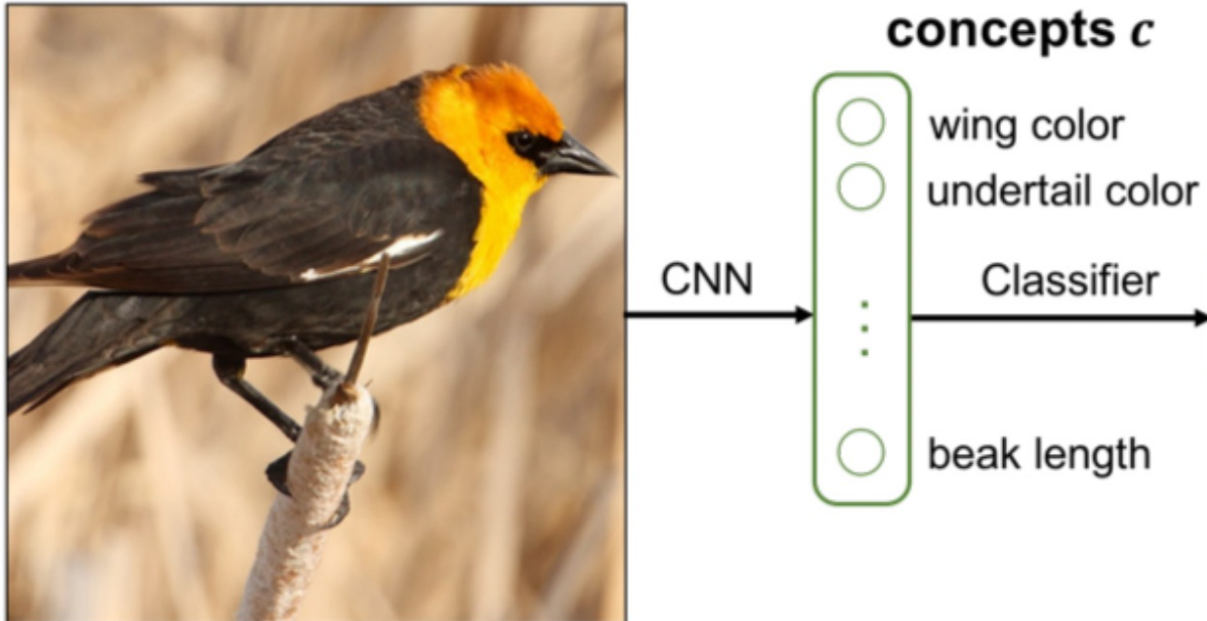 concepts c
wing color
undertail color
CNN
Classifier
beak length